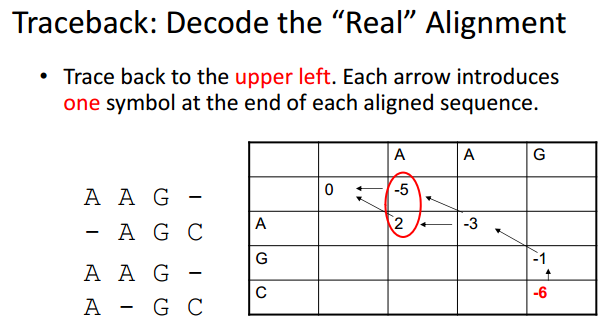 Traceback: Decode the “Real” Alignment
• Trace back to the upper left. Each arrow introduces
one symbol at the end of each aligned sequence.
A A G -
- A G C
A A G -
A - G C
A A G
0 -5
A 2 -3
G -1
C -6